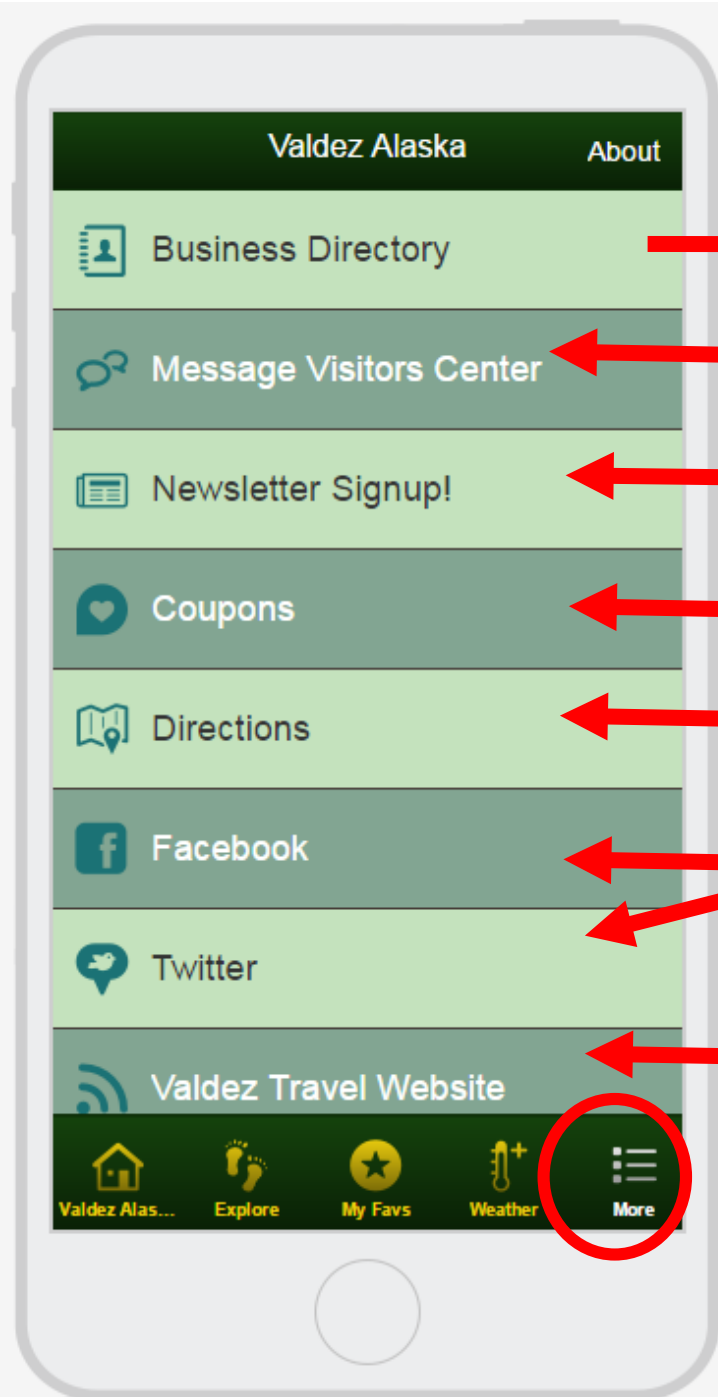 Valdez Alaska
About
Business Directory
Message Visitors Center
Newsletter Signup!
Coupons
Directions
Facebook
Twitter
Valdez Travel Website
Valdez Alas...
Explore
My Favs
Weather
More